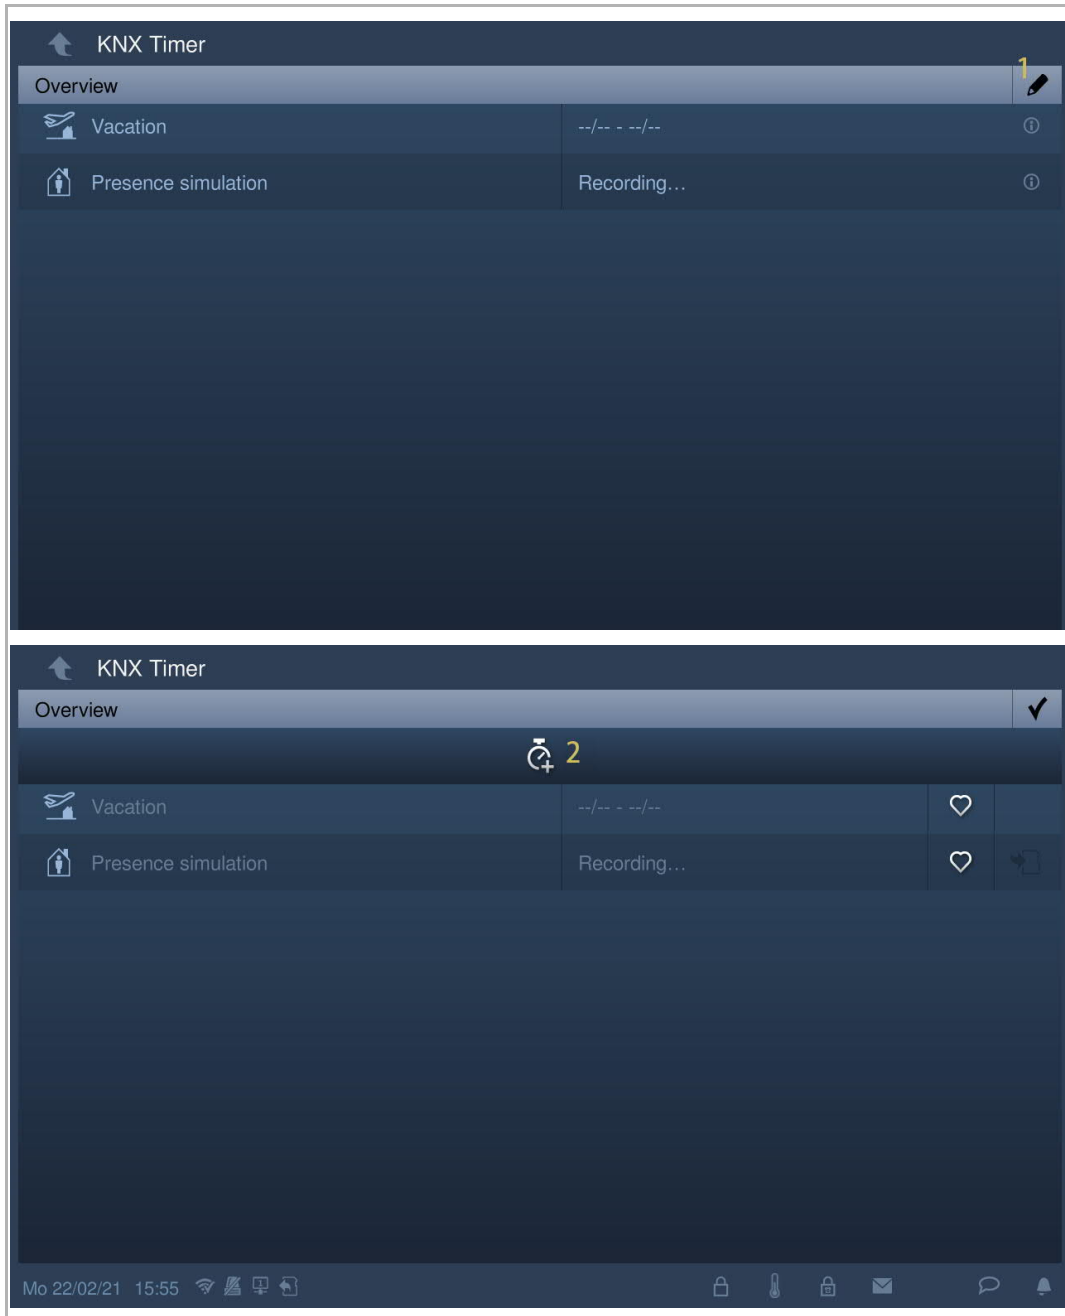 KNX Timer
1
Overview
Vacation --/-- - --/--
Presence simulation Recording...
KNX Timer
Overview
2
Vacation --/-- - --/--
Presence simulation Recording...
Mo 22/02/21 15:55 1